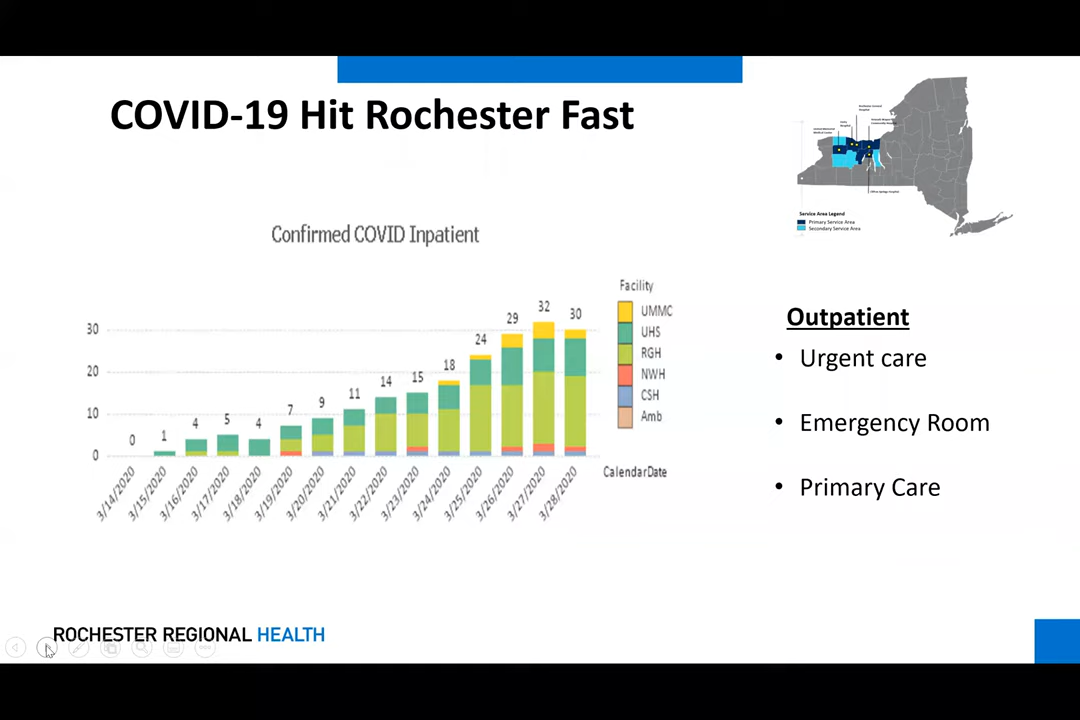 COVID-19 Hit Rochester Fast
Service Area Legend
Primary Service Area
Secondary Service Area
Confirmed COVID Inpatient
Facility
UMMC
UHS
RGH
NWH
CSH
Amb
30
20
10
0
0
1
4
5
4
7
9
11
14
15
18
24
29
32
30
3/14/2020
3/15/2020
3/16/2020
3/17/2020
3/18/2020
3/19/2020
3/20/2020
3/21/2020
3/22/2020
3/23/2020
3/24/2020
3/25/2020
3/26/2020
3/27/2020
3/28/2020
CalendarDate
Outpatient
• Urgent care
• Emergency Room
• Primary Care
ROCHESTER REGIONAL HEALTH